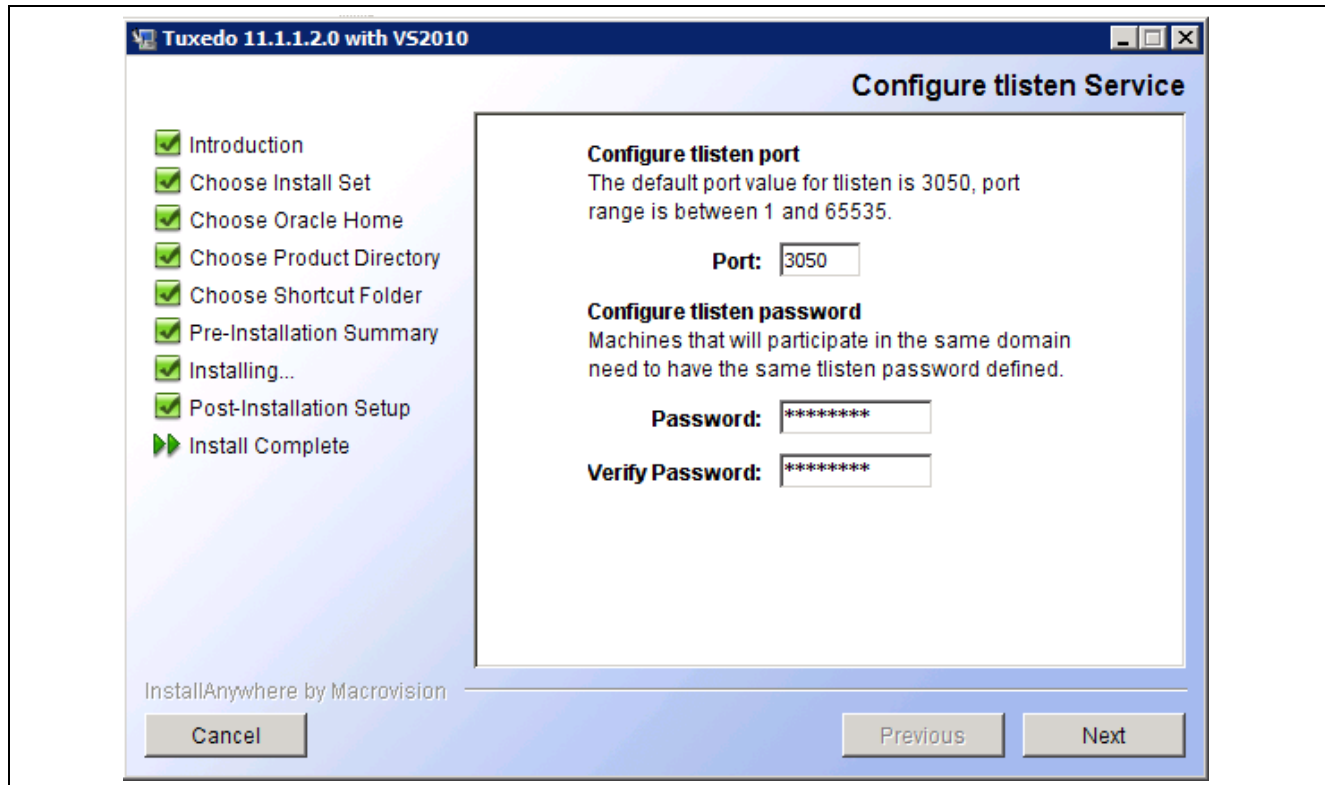 Tuxedo 11.1.1.2.0 with VS2010
Configure tlisten Service
Introduction
Choose Install Set
Choose Oracle Home
Choose Product Directory
Choose Shortcut Folder
Pre-Installation Summary
Installing...
Post-Installation Setup
Install Complete
Configure tlisten port
The default port value for tlisten is 3050, port
range is between 1 and 65535.
Port: 3050
Configure tlisten password
Machines that will participate in the same domain
need to have the same tlisten password defined.
Password: ********
Verify Password: ********
InstallAnywhere by Macrovision
Cancel Previous Next